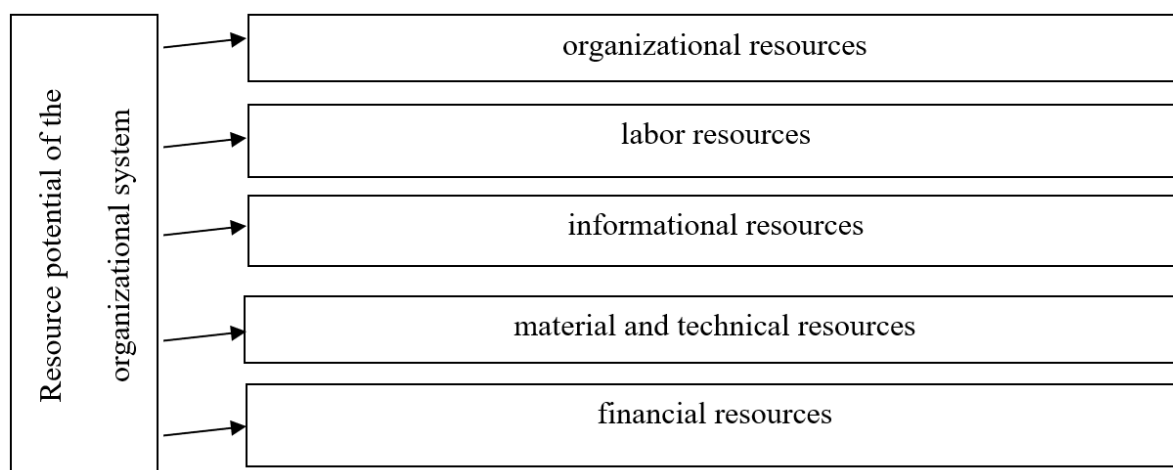 Resource potential of the
organizational system
organizational resources
labor resources
informational resources
material and technical resources
financial resources